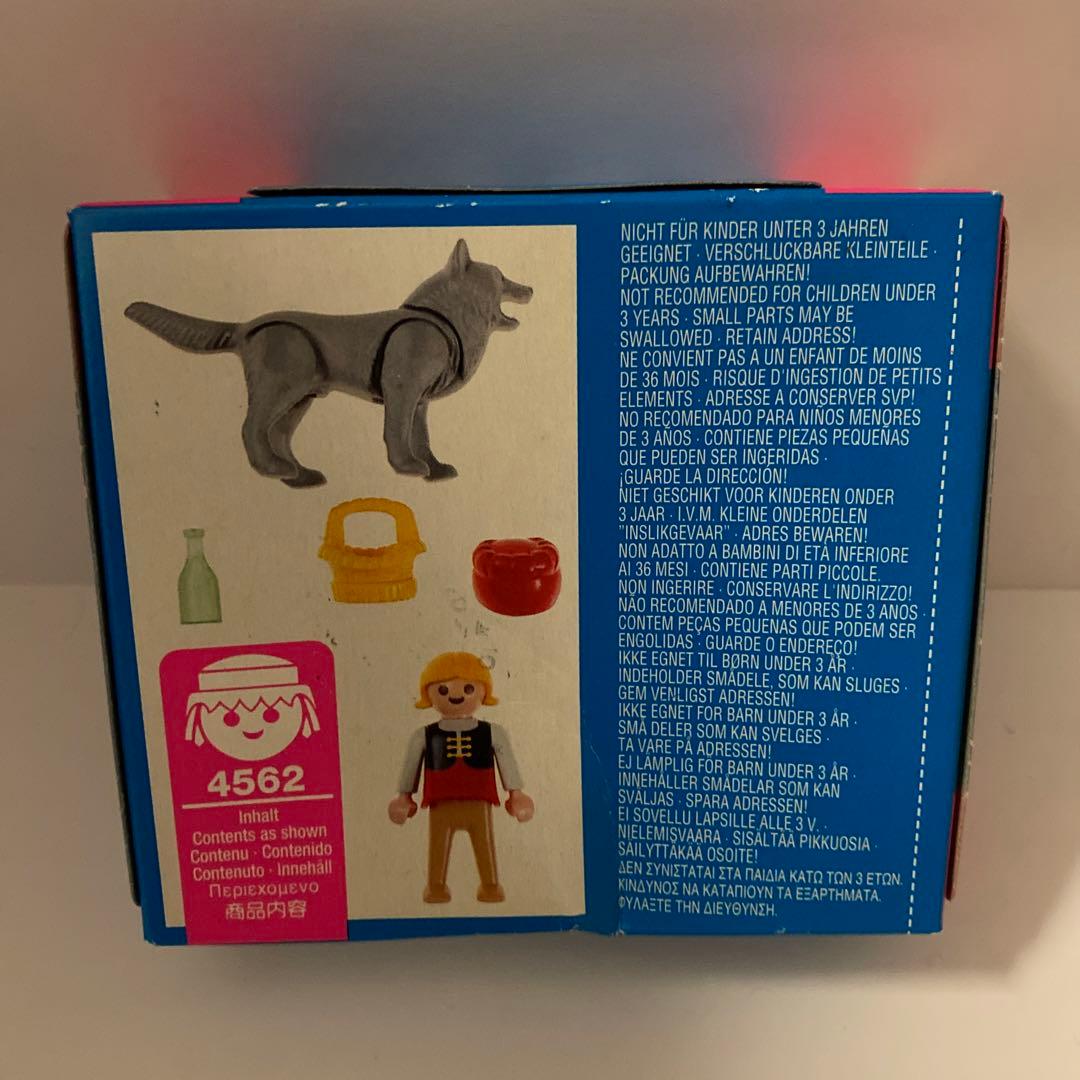 4562
Inhalt
Contents as shown
Contenu · Contenido
Contenuto · Innehåll
Περιεχόμενο
商品内容
NICHT FÜR KINDER UNTER 3 JAHREN
GEEIGNET · VERSCHLUCKBARE KLEINTEILE ·
PACKUNG AUFBEWAHREN!
NOT RECOMMENDED FOR CHILDREN UNDER
3 YEARS · SMALL PARTS MAY BE
SWALLOWED · RETAIN ADDRESS!
NE CONVIENT PAS A UN ENFANT DE MOINS
DE 36 MOIS · RISQUE D'INGESTION DE PETITS
ELEMENTS · ADRESSE A CONSERVER SVP!
NO RECOMENDADO PARA NIÑOS MENORES
DE 3 AÑOS · CONTIENE PIEZAS PEQUEÑAS
QUE PUEDEN SER INGERIDAS ·
¡GUARDE LA DIRECCIÓN!
NIET GESCHIKT VOOR KINDEREN ONDER
3 JAAR · I.V.M. KLEINE ONDERDELEN
"INSLIKGEVAAR" · ADRES BEWAREN!
NON ADATTO A BAMBINI DI ETÀ INFERIORE
AI 36 MESI · CONTIENE PARTI PICCOLE.
NON INGERIRE · CONSERVARE L'INDIRIZZO!
NÃO RECOMENDADO A MENORES DE 3 ANOS ·
CONTEM PEÇAS PEQUENAS QUE PODEM SER
ENGOLIDAS · GUARDE O ENDEREÇO!
IKKE EGNET TIL BØRN UNDER 3 ÅR ·
INDEHOLDER SMÅDELE, SOM KAN SLUGES ·
GEM VENLIGST ADRESSEN!
IKKE EGNET FOR BARN UNDER 3 ÅR ·
SMÅ DELER SOM KAN SVELGES ·
TA VARE PÅ ADRESSEN!
EJ LÄMPLIG FÖR BARN UNDER 3 ÅR ·
INNEHÅLLER SMÅDELAR SOM KAN
SVÄLJAS · SPARA ADRESSEN!
EI SOVELLU LAPSILLE ALLE 3 V. ·
NIELEMISVAARA · SISÄLTÄÄ PIKKUOSIA ·
SÄILYTTÄKÄÄ OSOITE!
ΔΕΝ ΣΥΝΙΣΤΑΤΑΙ ΣΤΑ ΠΑΙΔΙΑ ΚΑΤΩ ΤΩΝ 3 ΕΤΩΝ.
ΚΙΝΔΥΝΟΣ ΝΑ ΚΑΤΑΠΙΟΥΝ ΤΑ ΕΞΑΡΤΗΜΑΤΑ.
ΦΥΛΑΞΤΕ ΤΗΝ ΔΙΕΥΘΥΝΣΗ.